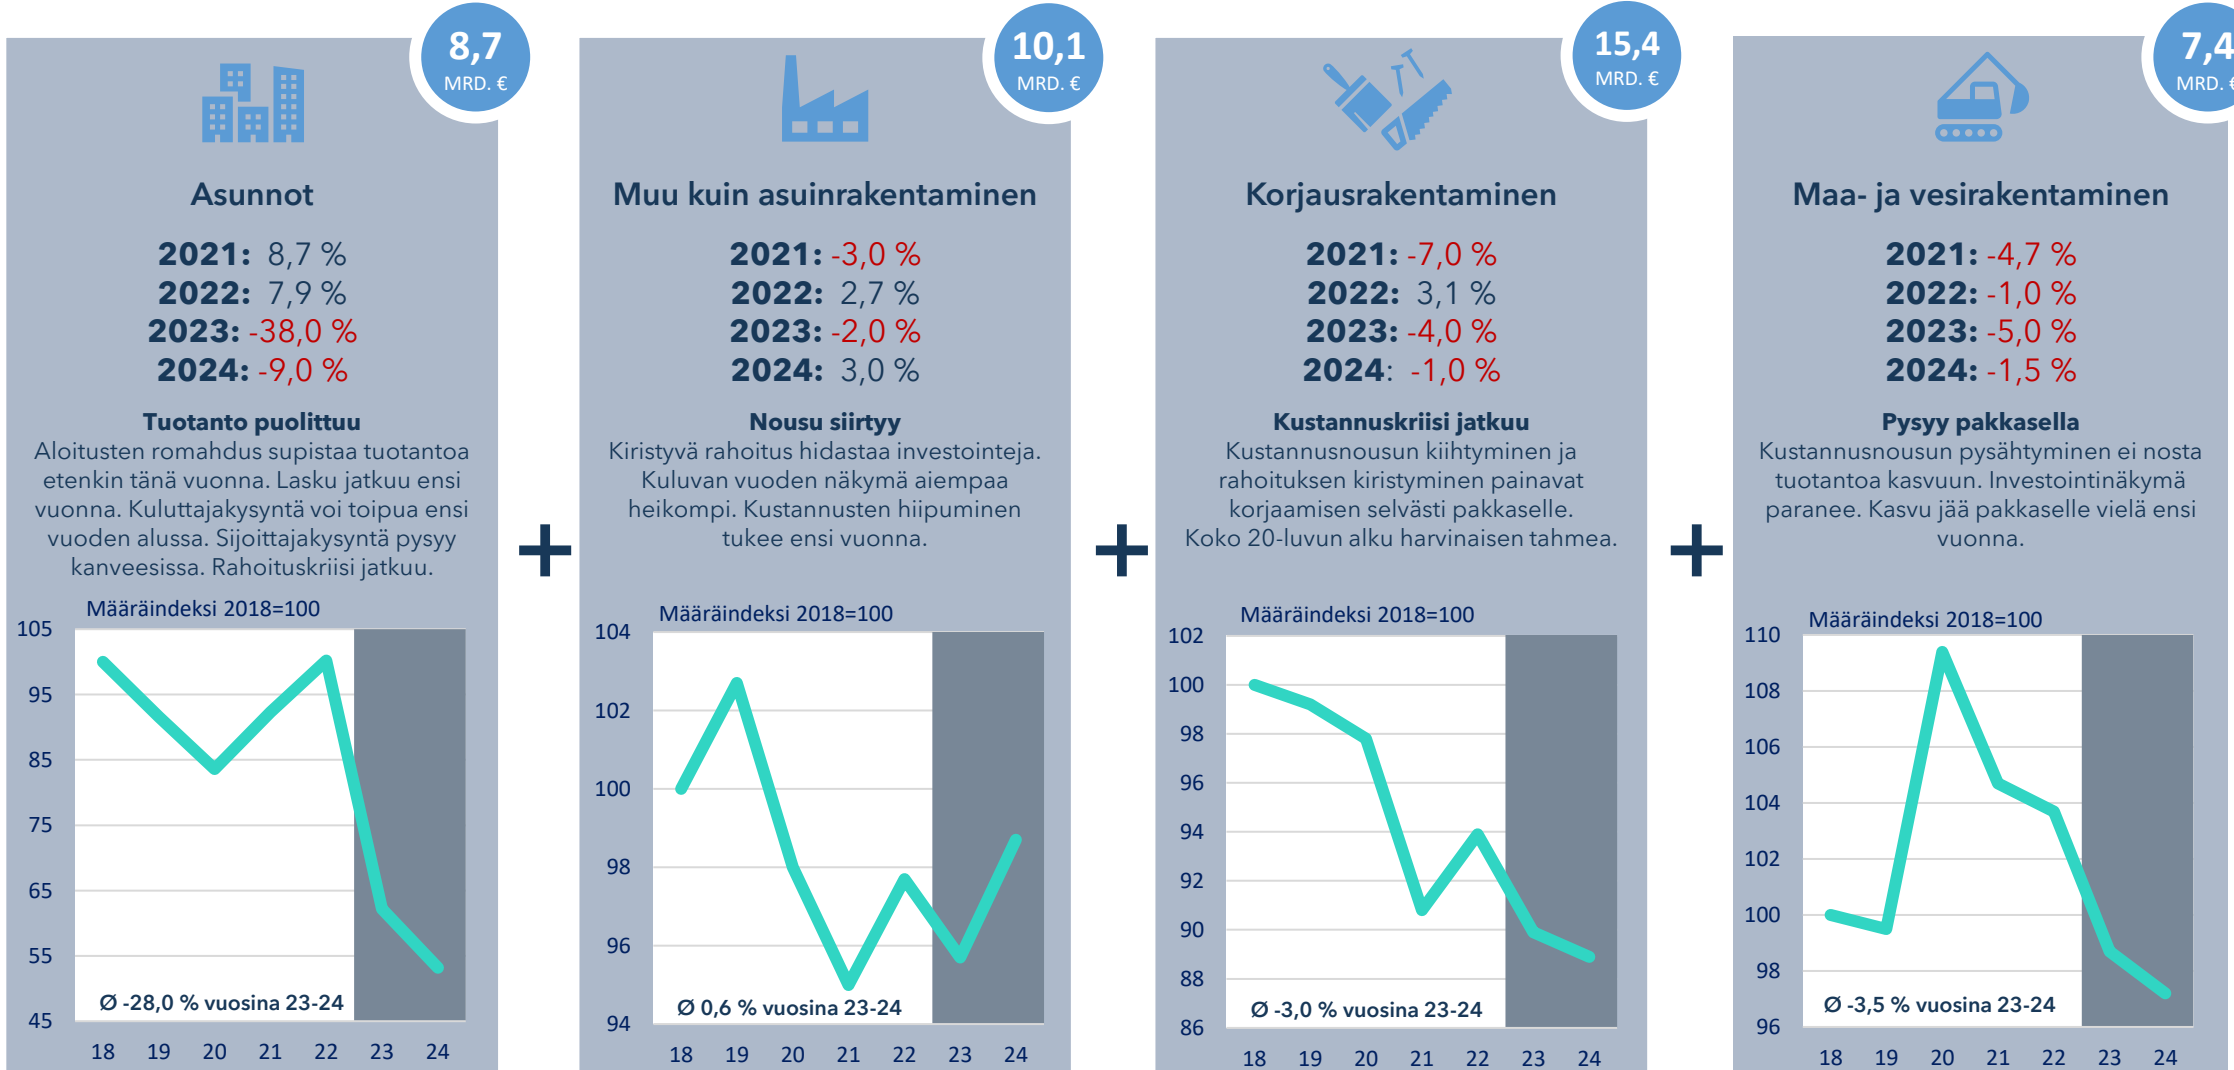 8,7
MRD. €
Asunnot
2021: 8,7 %
2022: 7,9 %
2023: -38,0 %
2024: -9,0 %
Tuotanto puolittuu
Aloitusten romahdus supistaa tuotantoa
etenkin tänä vuonna. Lasku jatkuu ensi
vuonna. Kuluttajakysyntä voi toipua ensi
vuoden alussa. Sijoittajakysyntä pysyy
kanveesissa. Rahoituskriisi jatkuu.
Määräindeksi 2018=100
105
95
85
75
65
55
45
Ø -28,0 % vuosina 23-24
18 19 20 21 22 23 24
+
10,1
MRD. €
Muu kuin asuinrakentaminen
2021: -3,0 %
2022: 2,7 %
2023: -2,0 %
2024: 3,0 %
Nousu siirtyy
Kiristyvä rahoitus hidastaa investointeja.
Kuluvan vuoden näkymä aiempaa
heikompi. Kustannusten hiipuminen
tukee ensi vuonna.
Määräindeksi 2018=100
104
102
100
98
96
94
Ø 0,6 % vuosina 23-24
18 19 20 21 22 23 24
+
15,4
MRD. €
Korjausrakentaminen
2021: -7,0 %
2022: 3,1 %
2023: -4,0 %
2024: -1,0 %
Kustannuskriisi jatkuu
Kustannusnousun kiihtyminen ja
rahoituksen kiristyminen painavat
korjaamisen selvästi pakkaselle.
Koko 20-luvun alku harvinaisen tahmea.
Määräindeksi 2018=100
102
100
98
96
94
92
90
88
86
Ø -3,0 % vuosina 23-24
18 19 20 21 22 23 24
+
7,4
MRD. €
Maa- ja vesirakentaminen
2021: -4,7 %
2022: -1,0 %
2023: -5,0 %
2024: -1,5 %
Pysyy pakkasella
Kustannusnousun pysähtyminen ei nosta
tuotantoa kasvuun. Investointinäkymä
paranee. Kasvu jää pakkaselle vielä ensi
vuonna.
Määräindeksi 2018=100
110
108
106
104
102
100
98
96
Ø -3,5 % vuosina 23-24
18 19 20 21 22 23 24